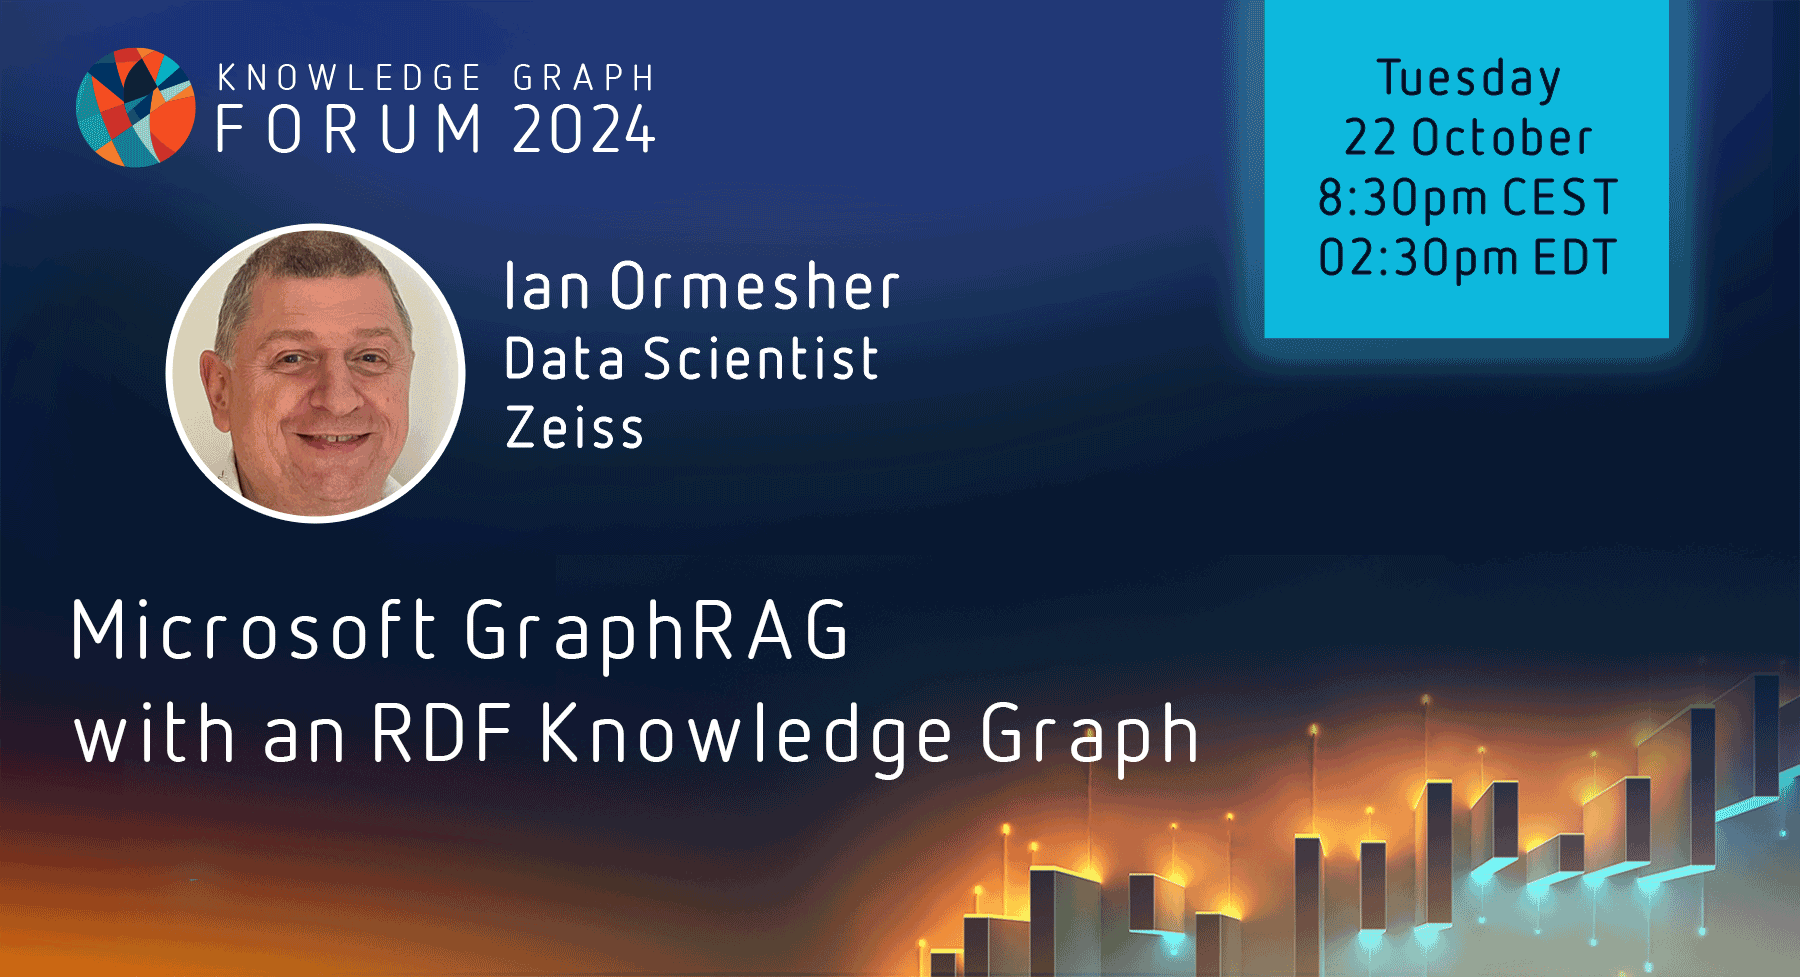 KNOWLEDGE GRAPH
FORUM 2024
Tuesday
22 October
8:30pm CEST
02:30pm EDT
Ian Ormesher
Data Scientist
Zeiss
Microsoft GraphRAG
with an RDF Knowledge Graph